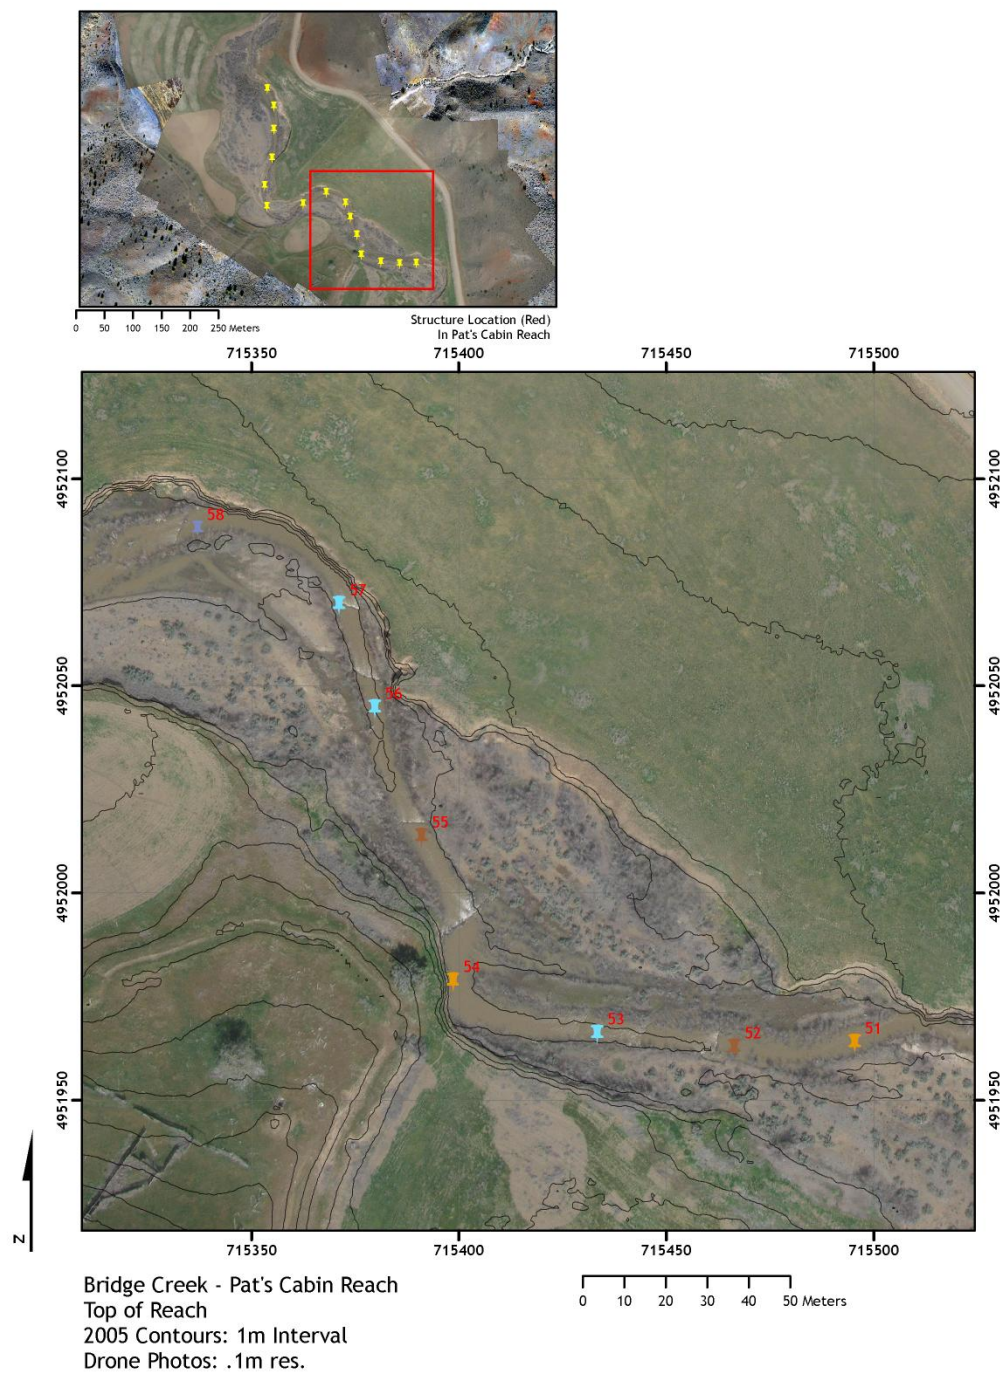 0 50 100 150 200 250 Meters
Structure Location (Red)
In Pat's Cabin Reach
715350 715400 715450 715500
4952100 4952100
58
57
4952050 4952050
56
55
4952000 4952000
54
53 52 51
4951950 4951950
N
715350 715400 715450 715500
Bridge Creek - Pat's Cabin Reach
Top of Reach
2005 Contours: 1m Interval
Drone Photos: .1m res.
0 10 20 30 40 50 Meters